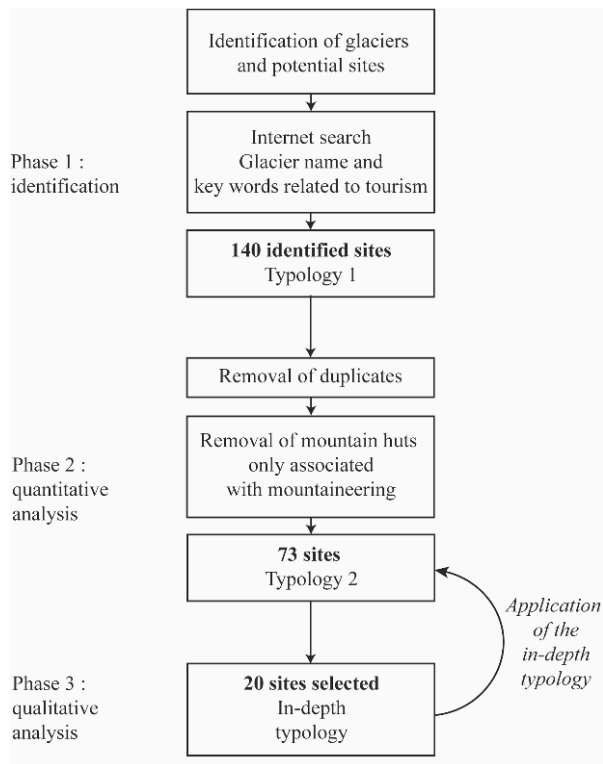 Identification of glaciers
and potential sites
Phase 1 :
identification
Internet search
Glacier name and
key words related to tourism
140 identified sites
Typology 1
Removal of duplicates
Phase 2 :
quantitative
analysis
Removal of mountain huts
only associated
with mountaineering
73 sites
Typology 2
Application
of the
in-depth
typology
Phase 3 :
qualitative
analysis
20 sites selected
In-depth
typology